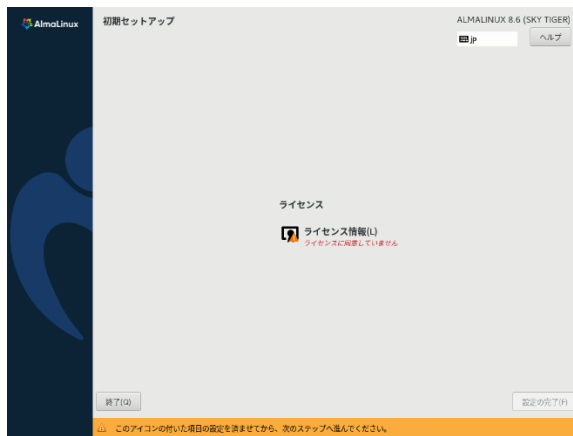 AlmaLinux
初期セットアップ
ALMALINUX 8.6 (SKY TIGER)
jp
ヘルプ
ライセンス
ライセンス情報(L)
ライセンスに同意していません
終了(Q)
設定の完了(F)
このアイコンの付いた項目の設定を済ませてから、次のステップへ進んでください。